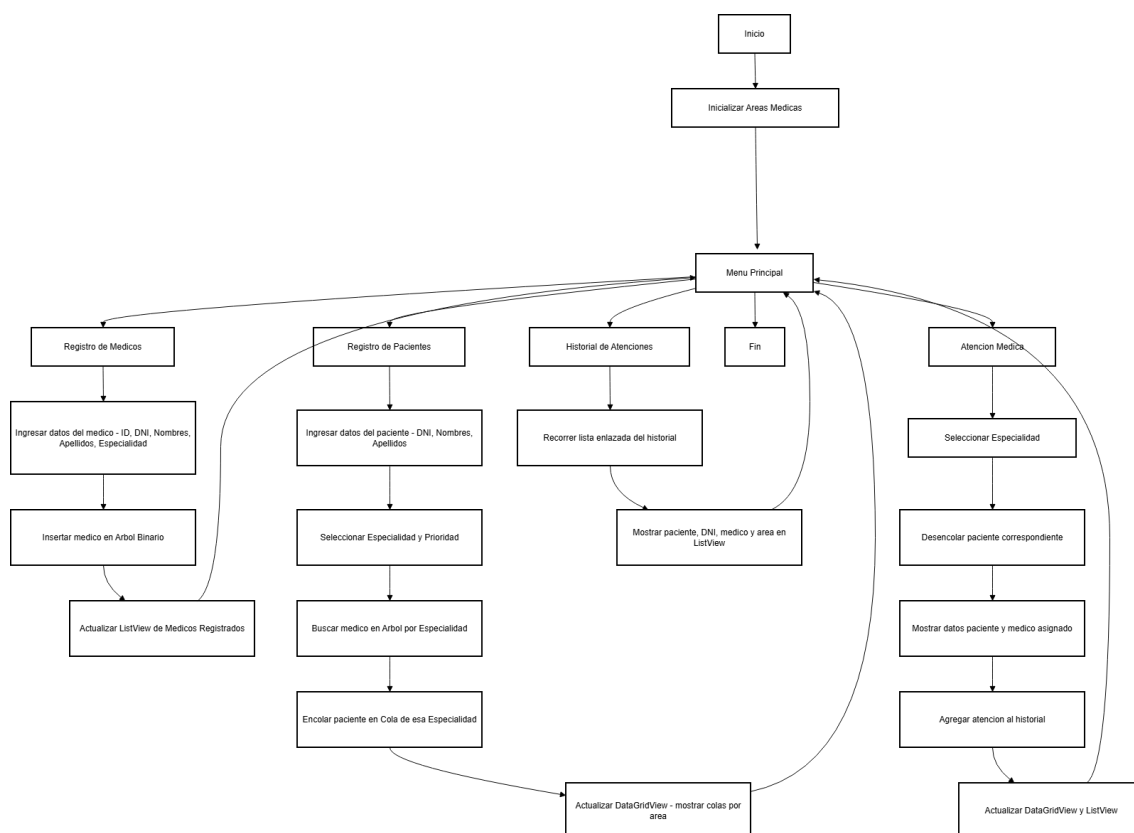 Inicio
Inicializar Areas Medicas
Menu Principal
Registro de Medicos
Registro de Pacientes
Historial de Atenciones
Fin
Atencion Medica
Ingresar datos del medico - ID, DNI, Nombres,
Apellidos, Especialidad
Ingresar datos del paciente - DNI, Nombres,
Apellidos
Recorrer lista enlazada del historial
Seleccionar Especialidad
Insertar medico en Arbol Binario
Seleccionar Especialidad y Prioridad
Mostrar paciente, DNI, medico y area en
ListView
Desencolar paciente correspondiente
Actualizar ListView de Medicos Registrados
Buscar medico en Arbol por Especialidad
Mostrar datos paciente y medico asignado
Encolar paciente en Cola de esa Especialidad
Agregar atencion al historial
Actualizar DataGridView - mostrar colas por
area
Actualizar DataGridView y ListView